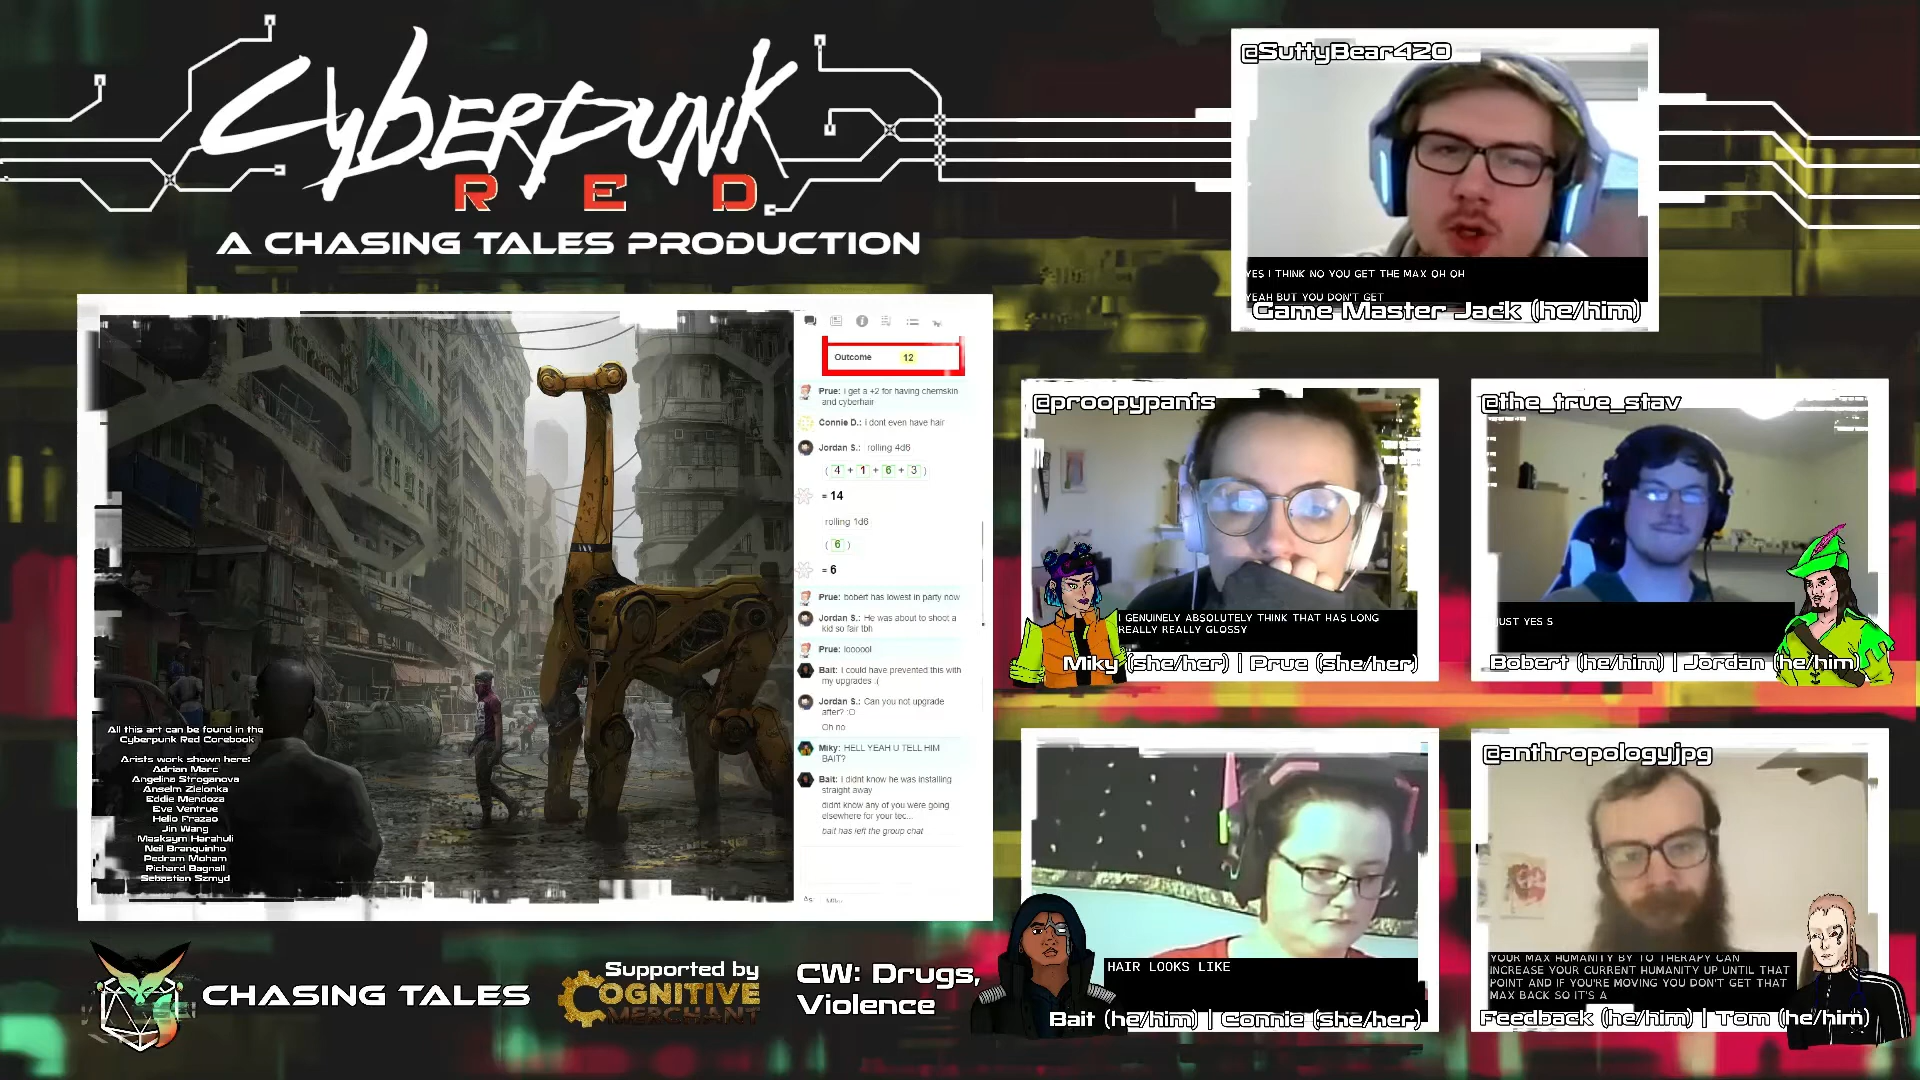 CYBERPUNK
RED
A CHASING TALES PRODUCTION
@SuttyBear420
YES I THINK NO YOU GET THE MAX OH OH
YEAH BUT YOU DON'T GET
Game Master Jack (he/him)
Outcome 12
Prue: i get a +2 for having chemskin
and cyberhair
Connie D.: i dont even have hair
Jordan S.: rolling 4d6
( 4 + 1 + 6 + 3 )
= 14
rolling 1d6
( 6 )
= 6
Prue: bobert has lowest in party now
Jordan S.: He was about to shoot a
kid so fair tbh
Prue: loooool
Bait: I could have prevented this with
my upgrades :(
Jordan S.: Can you not upgrade
after? :O
Oh no
Miky: HELL YEAH U TELL HIM
BAIT?
Bait: I didnt know he was installing
straight away
didnt know any of you were going
elsewhere for your tec...
bait has left the group chat
All this art can be found in the
Cyberpunk Red Corebook
Arists work shown here:
Adrian Marc
Angelina Stroganova
Anselm Zielonka
Eddie Mendoza
Eve Ventrue
Helio Frazao
Jin Wang
Maksym Harahuli
Neil Branquinho
Pedram Moham
Richard Bagnall
Sebastian Szmyd
@proopypants
I GENUINELY ABSOLUTELY THINK THAT HAS LONG
REALLY REALLY GLOSSY
Miky (she/her) | Prue (she/her)
@the_true_stav
JUST YES 5
Bobert (he/him) | Jordan (he/him)
HAIR LOOKS LIKE
Bait (he/him) | Connie (she/her)
@anthropologyjpg
YOUR MAX HUMANITY BY TO THERAPY CAN
INCREASE YOUR CURRENT HUMANITY UP UNTIL THAT
POINT AND IF YOU'RE MOVING YOU DON'T GET THAT
MAX BACK SO IT'S A
Feedback (he/him) | Tom (he/him)
CHASING TALES
Supported by
COGNITIVE
MERCHANT
CW: Drugs,
Violence